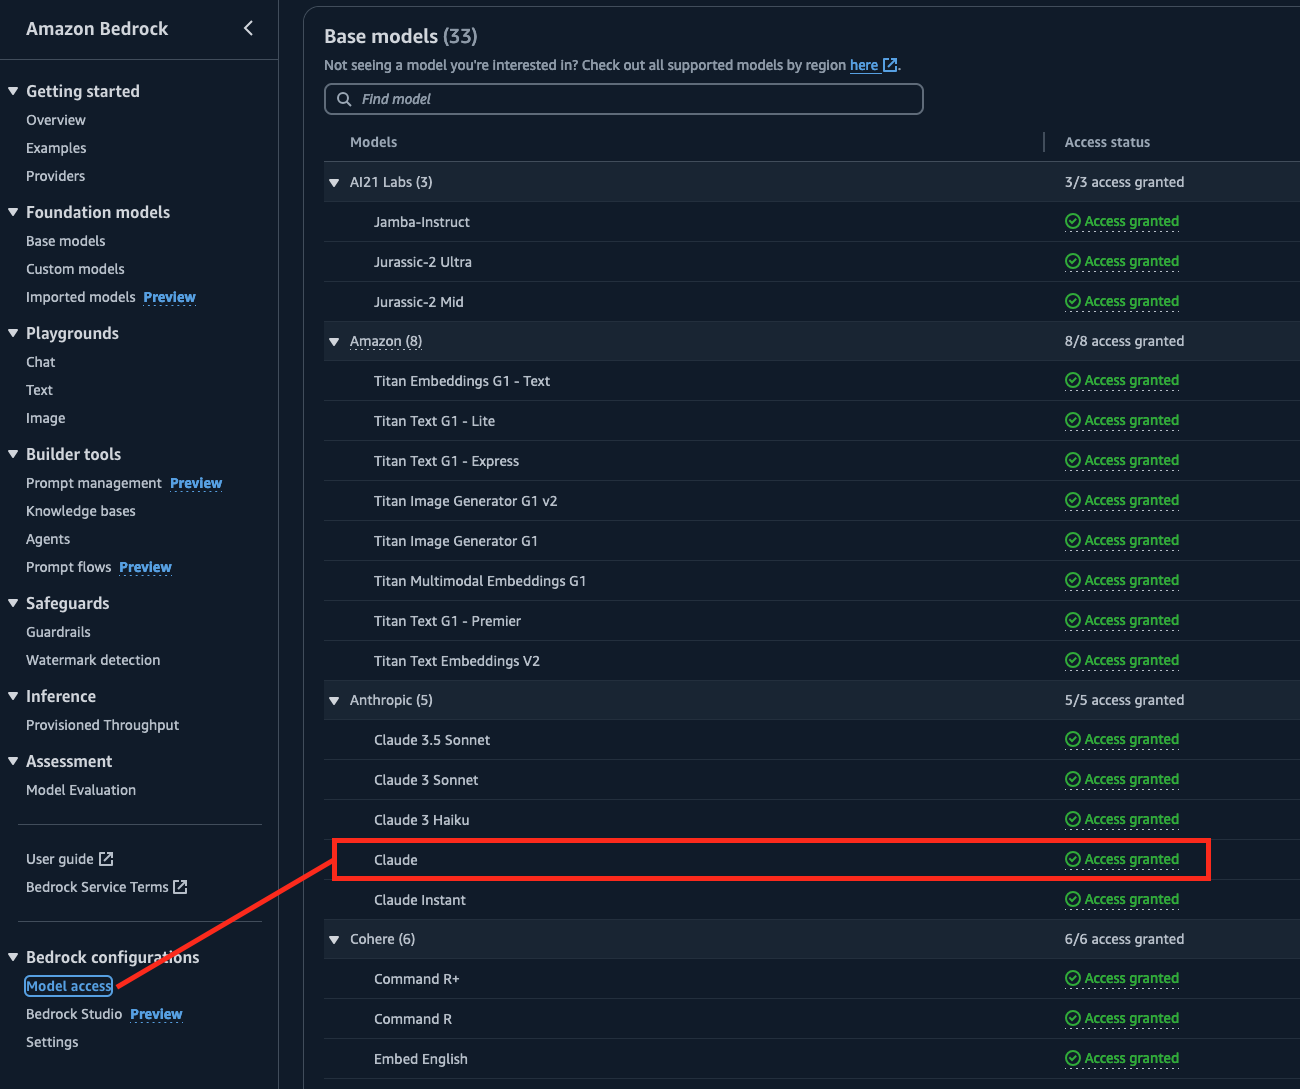 Amazon Bedrock
Getting started
Overview
Examples
Providers
Foundation models
Base models
Custom models
Imported models Preview
Playgrounds
Chat
Text
Image
Builder tools
Prompt management Preview
Knowledge bases
Agents
Prompt flows Preview
Safeguards
Guardrails
Watermark detection
Inference
Provisioned Throughput
Assessment
Model Evaluation
User guide
Bedrock Service Terms
Bedrock configurations
Model access
Bedrock Studio Preview
Settings
Base models (33)
Not seeing a model you're interested in? Check out all supported models by region here.
Find model
Models Access status
AI21 Labs (3) 3/3 access granted
Jamba-Instruct Access granted
Jurassic-2 Ultra Access granted
Jurassic-2 Mid Access granted
Amazon (8) 8/8 access granted
Titan Embeddings G1 - Text Access granted
Titan Text G1 - Lite Access granted
Titan Text G1 - Express Access granted
Titan Image Generator G1 v2 Access granted
Titan Image Generator G1 Access granted
Titan Multimodal Embeddings G1 Access granted
Titan Text G1 - Premier Access granted
Titan Text Embeddings V2 Access granted
Anthropic (5) 5/5 access granted
Claude 3.5 Sonnet Access granted
Claude 3 Sonnet Access granted
Claude 3 Haiku Access granted
Claude Access granted
Claude Instant Access granted
Cohere (6) 6/6 access granted
Command R+ Access granted
Command R Access granted
Embed English Access granted